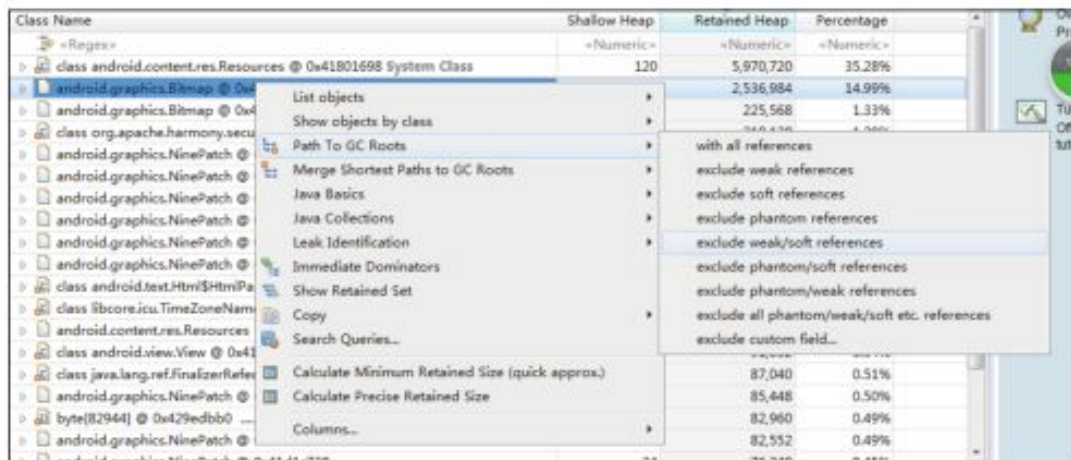 Class Name Shallow Heap Retained Heap Percentage
<Regex> <Numeric> <Numeric> <Numeric>
class android.content.res.Resources @ 0x41801698 System Class 120 5,970,720 35.28%
android.graphics.Bitmap @ 2,536,984 14.99%
android.graphics.Bitmap @ 225,568 1.33%
class org.apache.harmony.secu
android.graphics.NinePatch @
android.graphics.NinePatch @
android.graphics.NinePatch @
android.graphics.NinePatch @
android.graphics.NinePatch @
class android.text.Html$HtmlPa
class libcore.icu.TimeZoneNam
android.content.res.Resources
class android.view.View @ 0x41
class java.lang.ref.FinalizerRefe 87,040 0.51%
android.graphics.NinePatch @ 85,448 0.50%
byte[82944] @ 0x429edbb0 ... 82,960 0.49%
android.graphics.NinePatch @ 82,552 0.49%
android.graphics.NinePatch @
List objects
Show objects by class
Path To GC Roots
Merge Shortest Paths to GC Roots
Java Basics
Java Collections
Leak Identification
Immediate Dominators
Show Retained Set
Copy
Search Queries...
Calculate Minimum Retained Size (quick approx.)
Calculate Precise Retained Size
Columns...
with all references
exclude weak references
exclude soft references
exclude phantom references
exclude weak/soft references
exclude phantom/soft references
exclude phantom/weak references
exclude all phantom/weak/soft etc. references
exclude custom field...